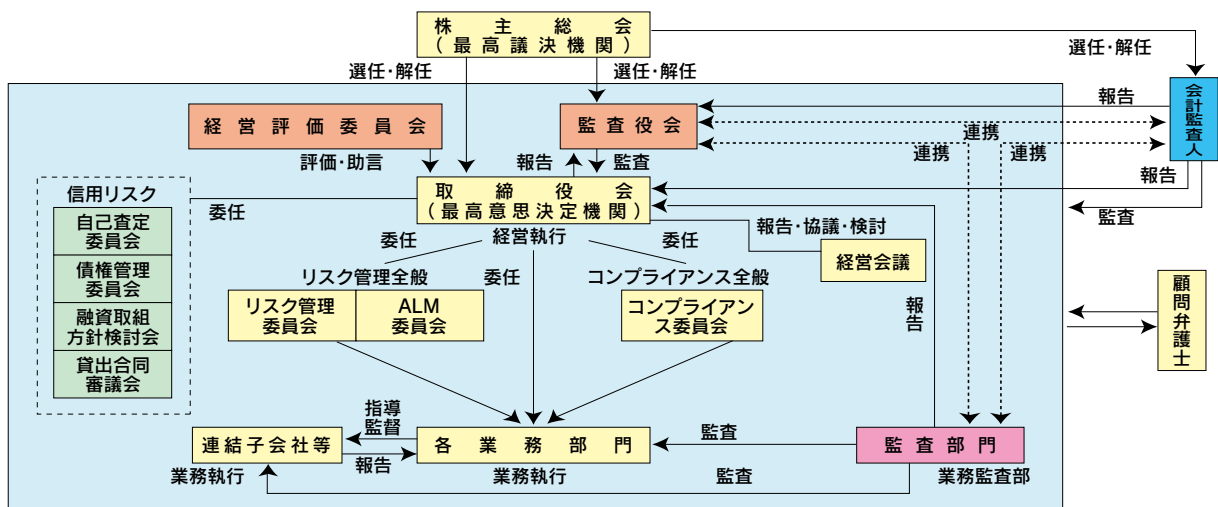 株主総会
(最高議決機関)
選任・解任
選任・解任
選任・解任
会計監査人
経営評価委員会
監査役会
報告
連携
連携
連携
評価・助言
報告
監査
報告
監査
信用リスク
自己査定
委員会
債権管理
委員会
融資取組
方針検討会
貸出合同
審議会
委任
取締役会
(最高意思決定機関)
経営執行
報告・協議・検討
経営会議
委任
委任
委任
リスク管理全般
コンプライアンス全般
リスク管理
委員会
ALM
委員会
コンプライアン
ス委員会
報告
顧問弁護士
指導
監督
連結子会社等
報告
業務執行
各業務部門
業務執行
監査
監査
監査部門
業務監査部